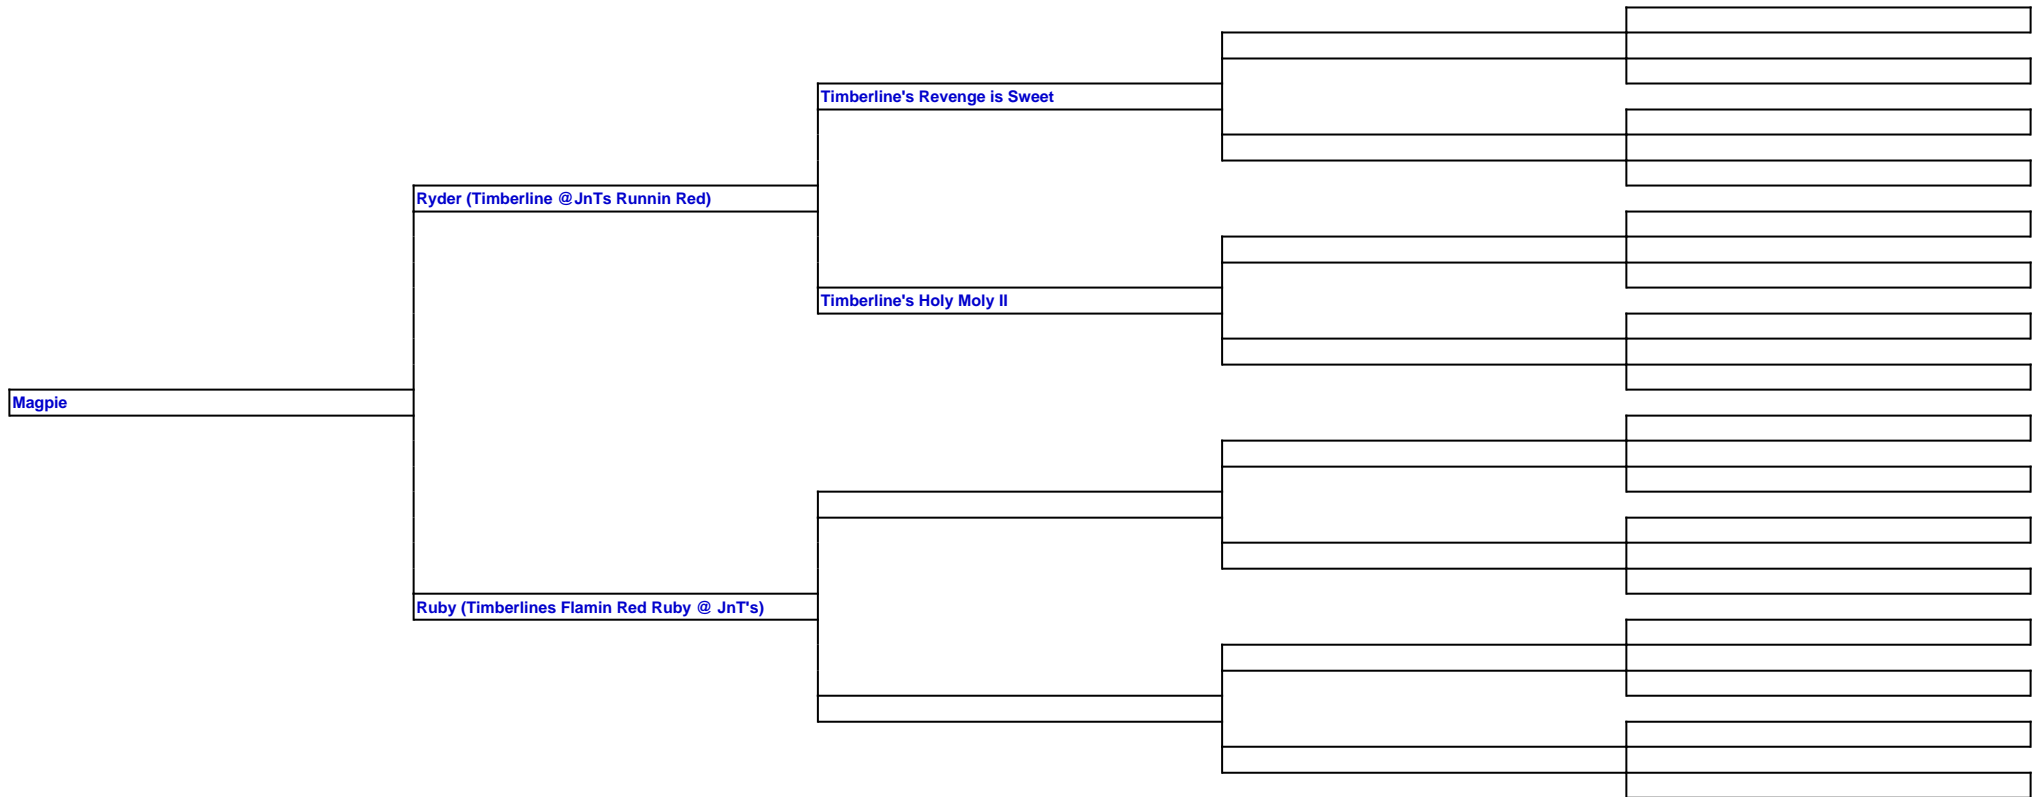 Timberline's Revenge is Sweet
Ryder (Timberline @JnTs Runnin Red)
Timberline's Holy Moly II
Magpie
Ruby (Timberlines Flamin Red Ruby @ JnT's)